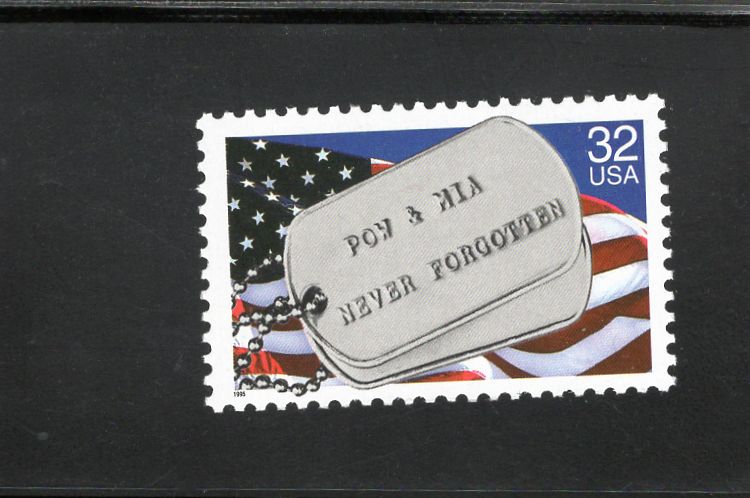 32
USA
POW & MIA
NEVER FORGOTTEN
1995